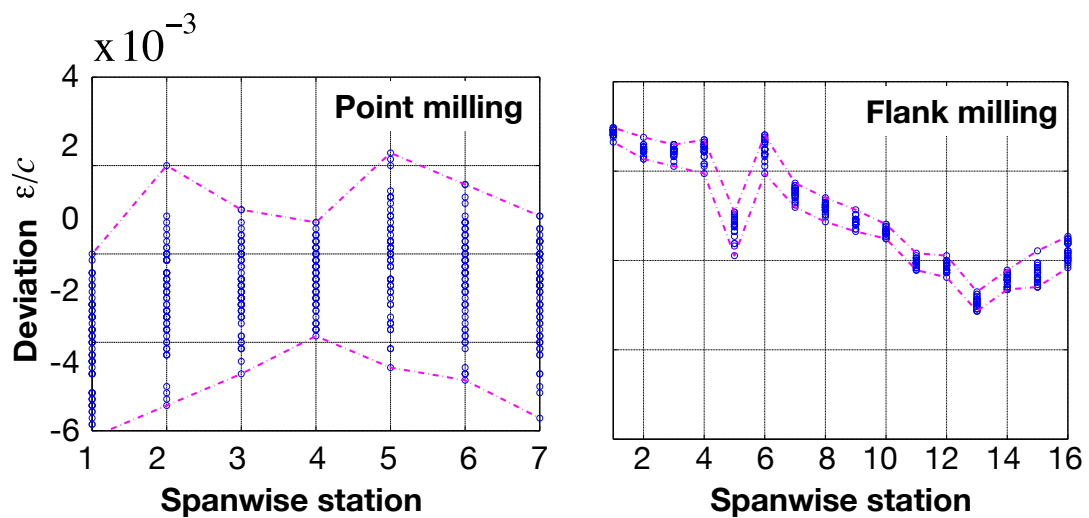 x 10⁻³
4
2
0
-2
-4
-6
Deviation ε/c
Point milling
1 2 3 4 5 6 7
Spanwise station
Flank milling
2 4 6 8 10 12 14 16
Spanwise station